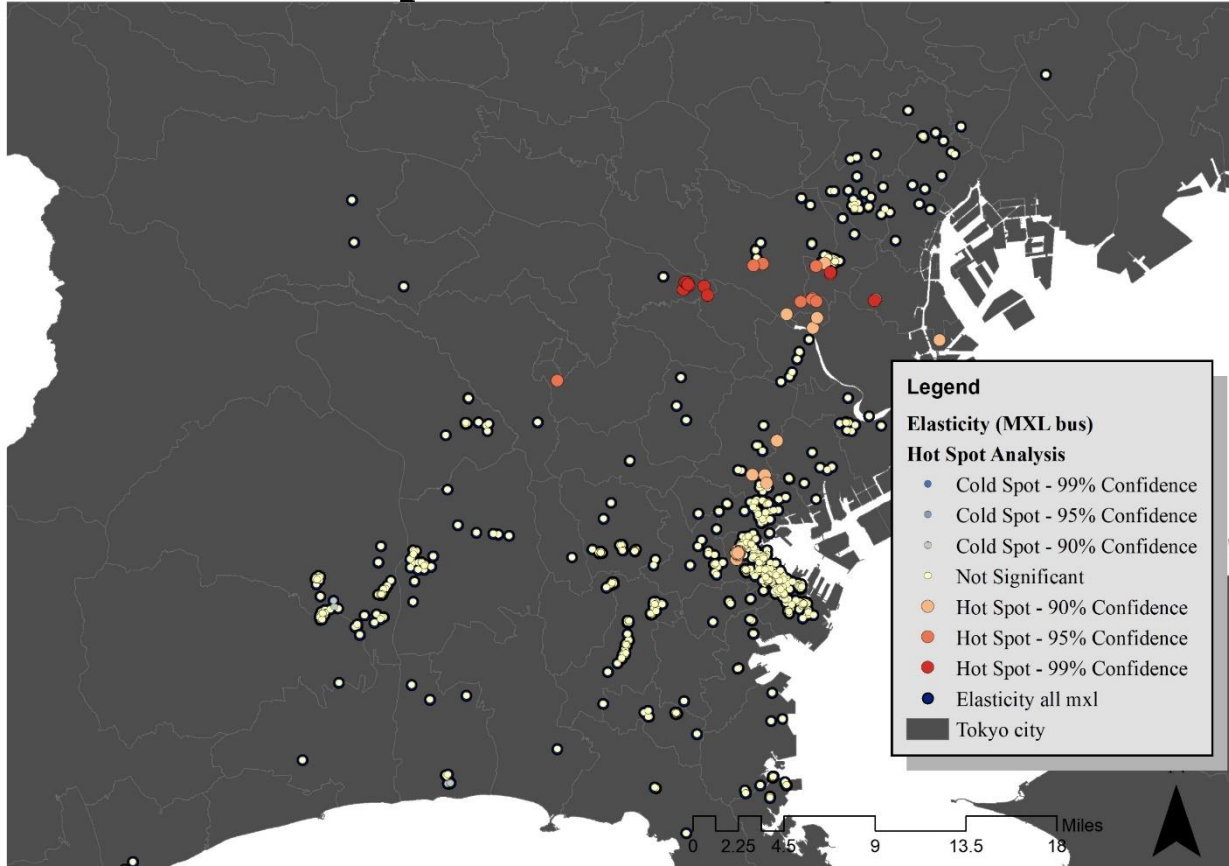 Legend
Elasticity (MXL bus)
Hot Spot Analysis
Cold Spot - 99% Confidence
Cold Spot - 95% Confidence
Cold Spot - 90% Confidence
Not Significant
Hot Spot - 90% Confidence
Hot Spot - 95% Confidence
Hot Spot - 99% Confidence
Elasticity all mxl
Tokyo city
Miles
0 2.25 4.5 9 13.5 18